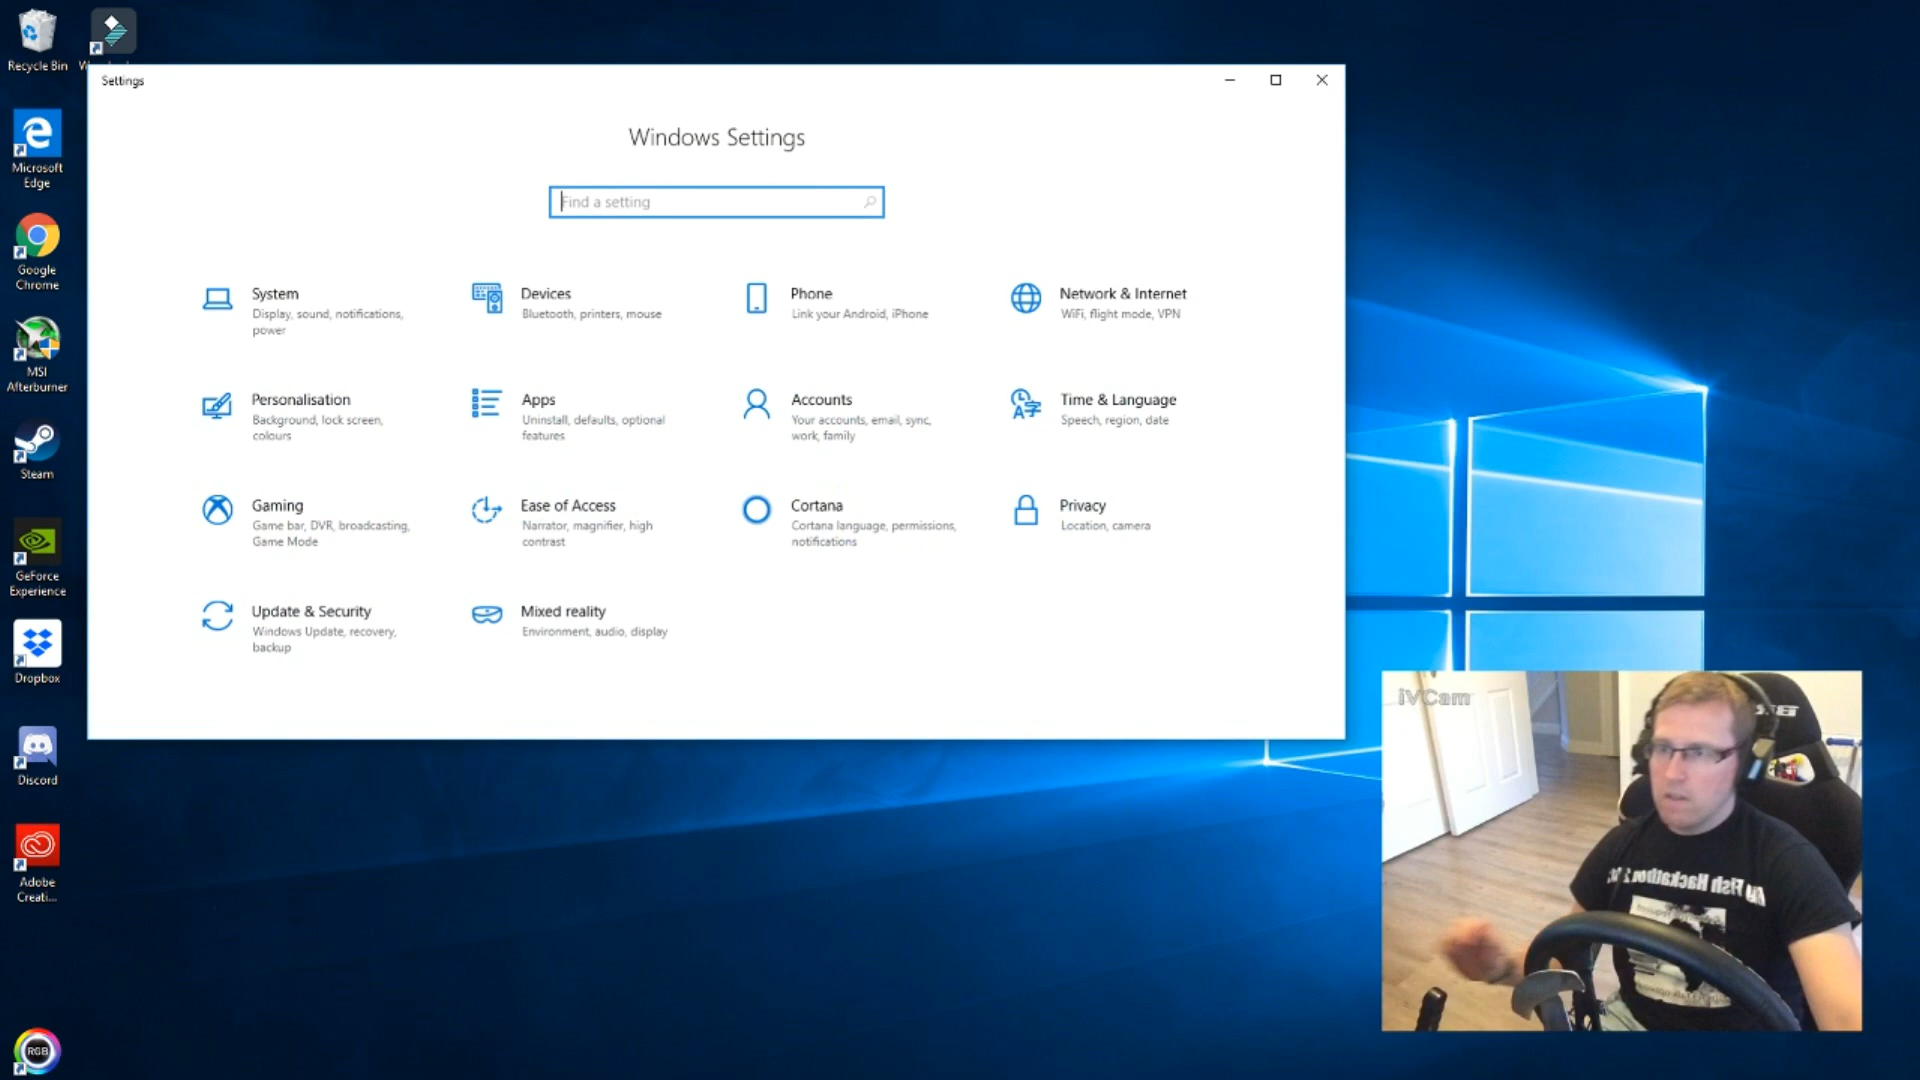 Recycle Bin
Microsoft
Edge
Google
Chrome
MSI
Afterburner
Steam
GeForce
Experience
Dropbox
Discord
Adobe
Creati...
RGB
Settings
Windows Settings
Find a setting
System
Display, sound, notifications,
power
Devices
Bluetooth, printers, mouse
Phone
Link your Android, iPhone
Network & Internet
WiFi, flight mode, VPN
Personalisation
Background, lock screen,
colours
Apps
Uninstall, defaults, optional
features
Accounts
Your accounts, email, sync,
work, family
Time & Language
Speech, region, date
Gaming
Game bar, DVR, broadcasting,
Game Mode
Ease of Access
Narrator, magnifier, high
contrast
Cortana
Cortana language, permissions,
notifications
Privacy
Location, camera
Update & Security
Windows Update, recovery,
backup
Mixed reality
Environment, audio, display
iVCam
Fish Hackathon